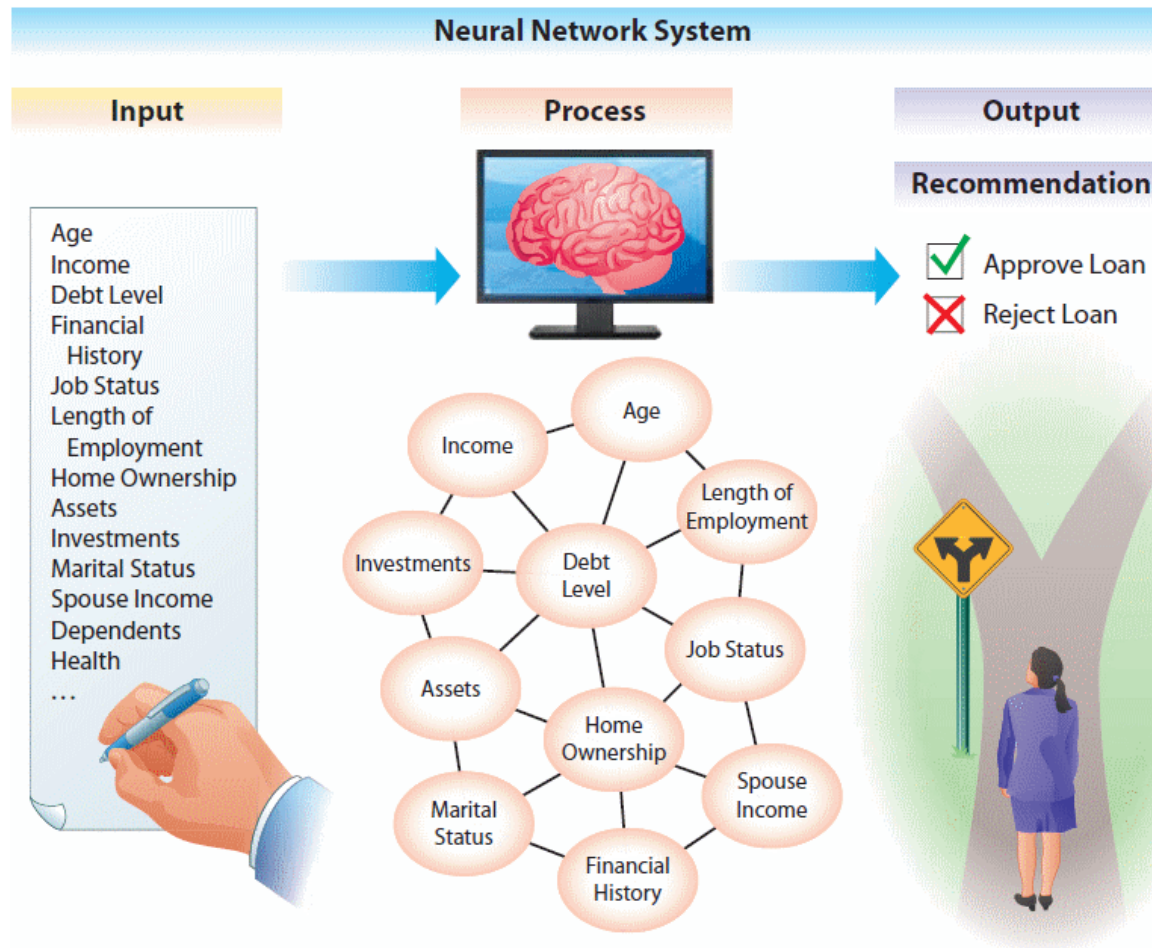 Neural Network System
Input
Process
Output
Recommendation
Approve Loan
Reject Loan
Age
Income
Debt Level
Financial
History
Job Status
Length of
Employment
Home Ownership
Assets
Investments
Marital Status
Spouse Income
Dependents
Health
...
Age
Income
Length of
Employment
Investments
Debt
Level
Job Status
Assets
Home
Ownership
Spouse
Income
Marital
Status
Financial
History